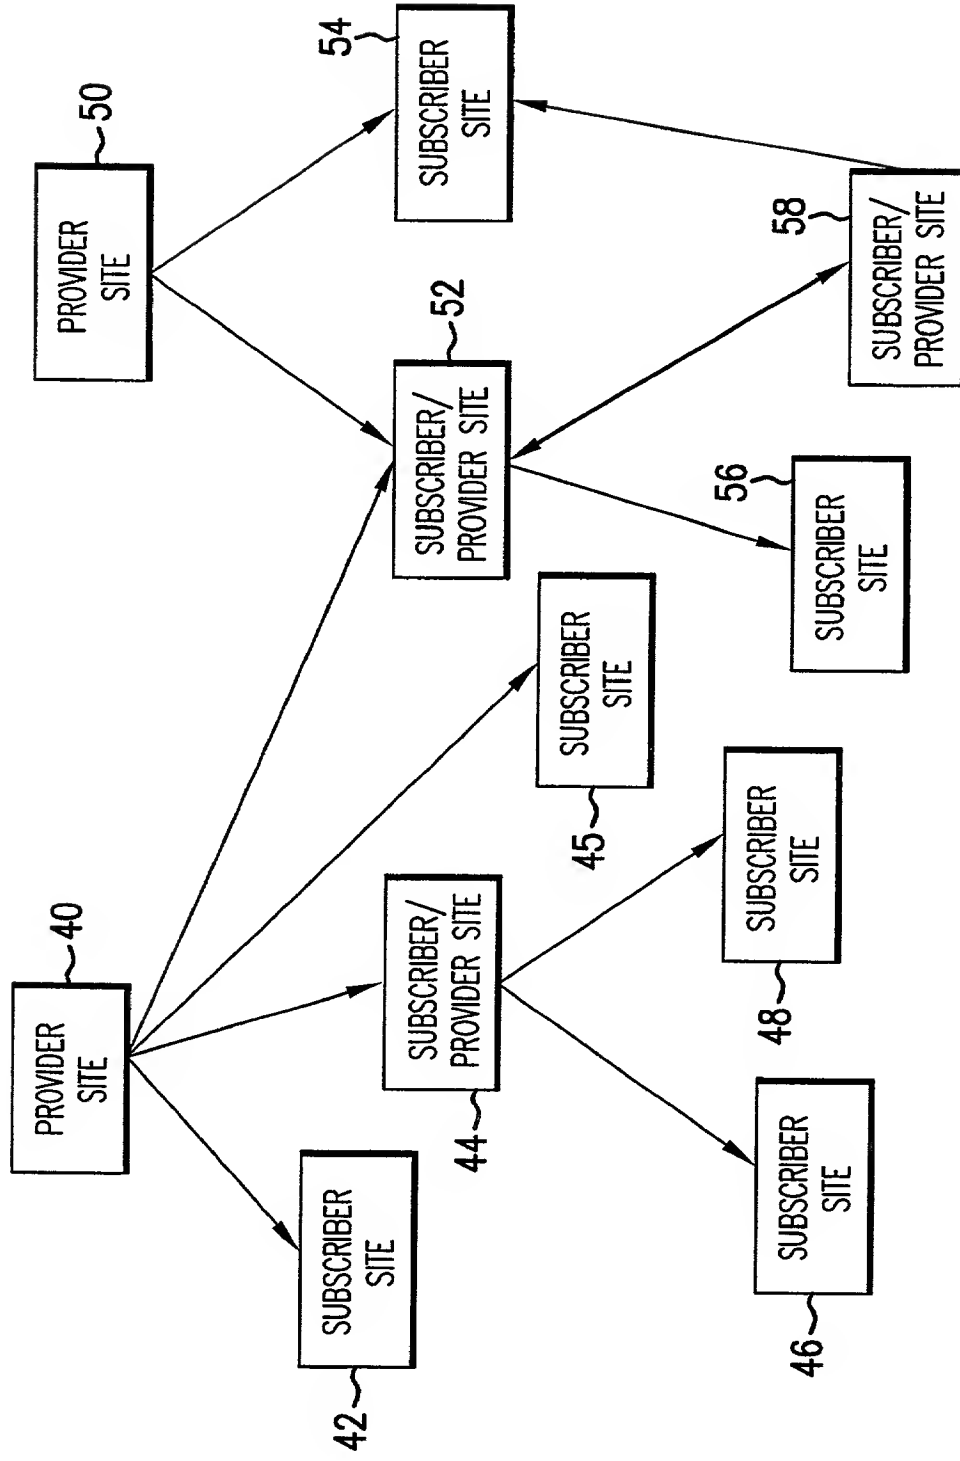 PROVIDER
SITE
40
PROVIDER
SITE
50
SUBSCRIBER
SITE
42
SUBSCRIBER/
PROVIDER SITE
44
SUBSCRIBER
SITE
45
SUBSCRIBER/
PROVIDER SITE
52
SUBSCRIBER
SITE
54
SUBSCRIBER
SITE
46
SUBSCRIBER
SITE
48
SUBSCRIBER
SITE
56
SUBSCRIBER/
PROVIDER SITE
58